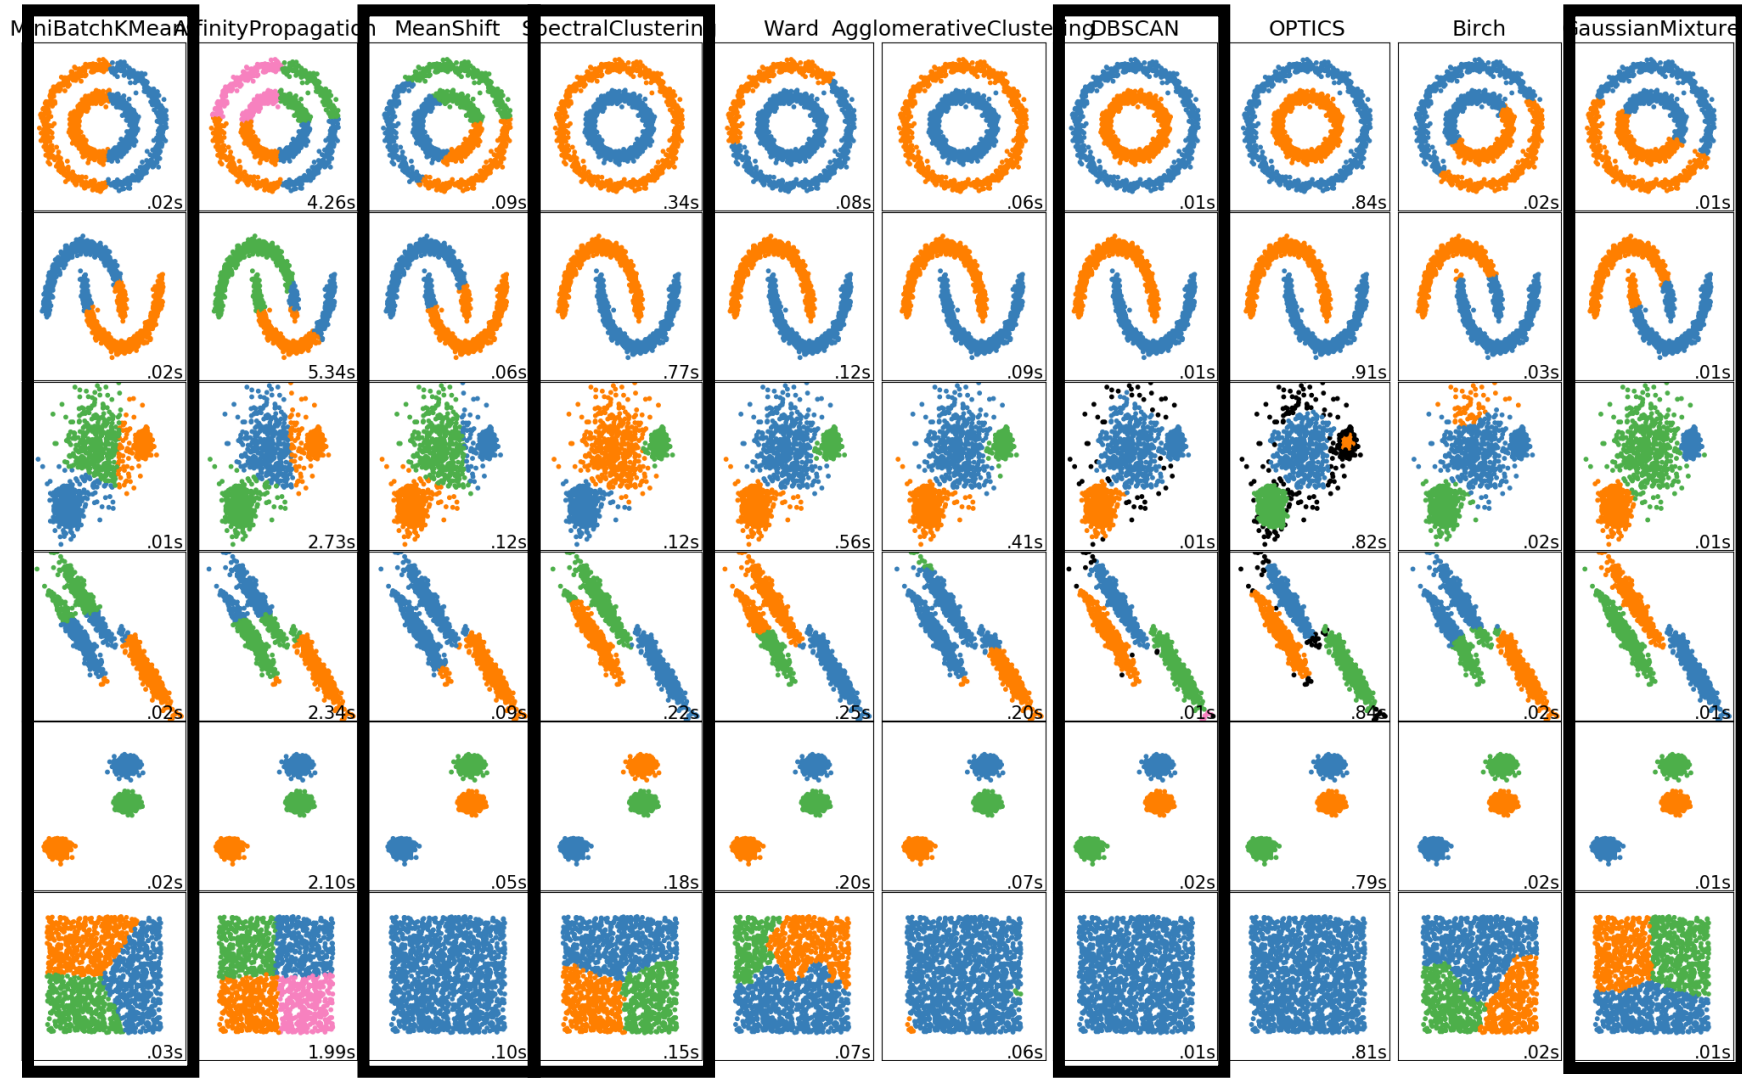 MiniBatchKMeans AffinityPropagation MeanShift SpectralClustering Ward AgglomerativeClustering DBSCAN OPTICS Birch GaussianMixture
.02s 4.26s .09s .34s .08s .06s .01s .84s .02s .01s
.02s 5.34s .06s .77s .12s .09s .01s .91s .03s .01s
.01s 2.73s .12s .12s .56s .41s .01s .82s .02s .01s
.02s 2.34s .09s .22s .25s .20s .01s .84s .02s .01s
.02s 2.10s .05s .18s .20s .07s .02s .79s .02s .01s
.03s 1.99s .10s .15s .07s .06s .01s .81s .02s .01s